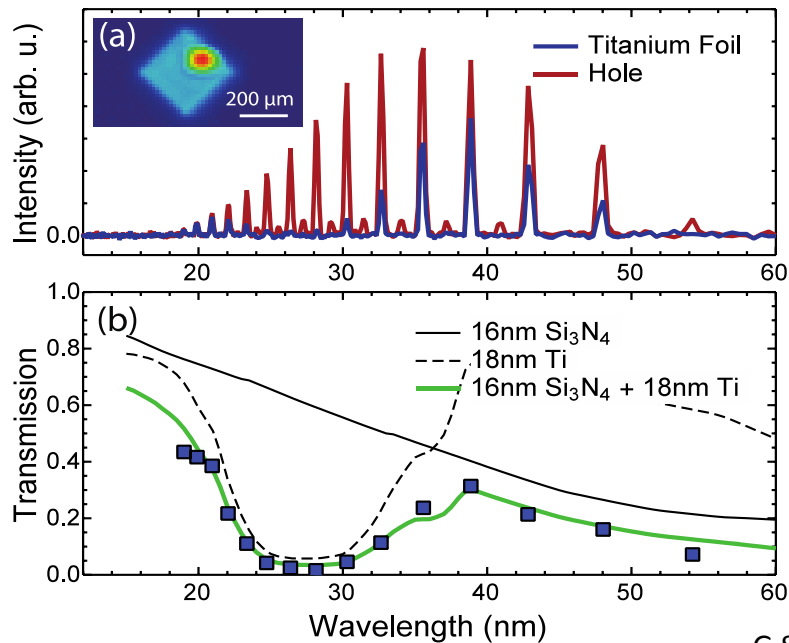 (a)
200 µm
Titanium Foil
Hole
Intensity (arb. u.)
0.0
20 30 40 50 60
(b)
16nm Si₃N₄
18nm Ti
16nm Si₃N₄ + 18nm Ti
Transmission
1.0
0.8
0.6
0.4
0.2
0.0
20 30 40 50 60
Wavelength (nm)